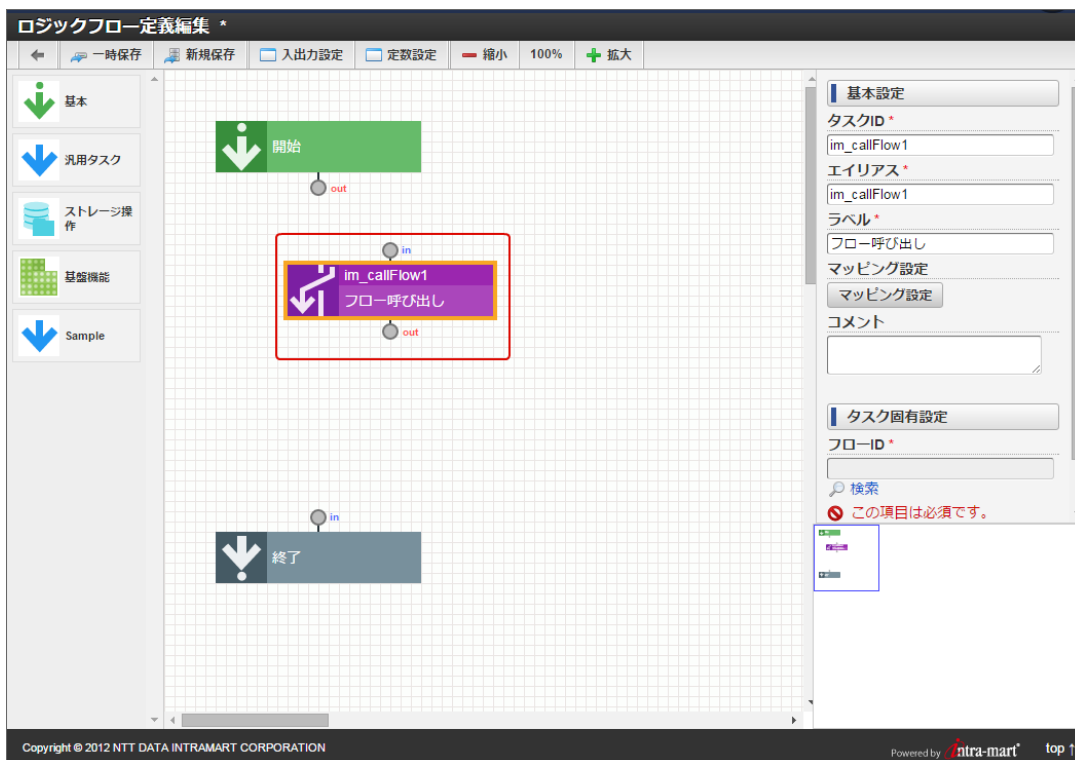 ロジックフロー定義編集 *
一時保存 新規保存 入出力設定 定数設定 縮小 100% 拡大
基本
汎用タスク
ストレージ操
作
基盤機能
Sample
開始
out
in
im_callFlow1
フロー呼び出し
out
in
終了
基本設定
タスクID *
im_callFlow1
エイリアス *
im_callFlow1
ラベル *
フロー呼び出し
マッピング設定
マッピング設定
コメント
タスク固有設定
フローID *
検索
この項目は必須です。
Copyright © 2012 NTT DATA INTRAMART CORPORATION
Powered by intra-mart
top ↑